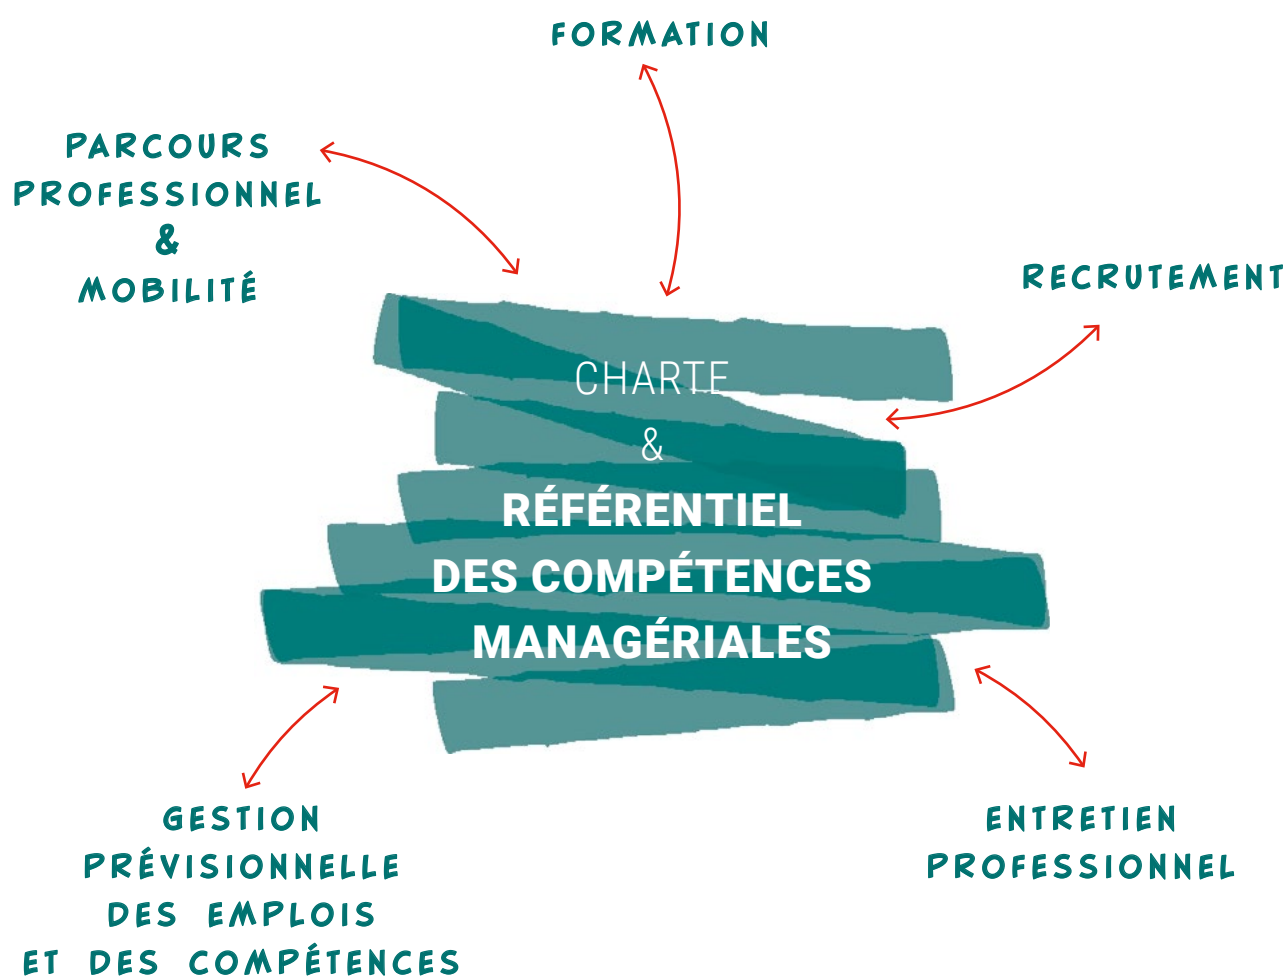 FORMATION
PARCOURS
PROFESSIONNEL
&
MOBILITÉ
RECRUTEMENT
CHARTE
&
RÉFÉRENTIEL
DES COMPÉTENCES
MANAGÉRIALES
GESTION
PRÉVISIONNELLE
DES EMPLOIS
ET DES COMPÉTENCES
ENTRETIEN
PROFESSIONNEL